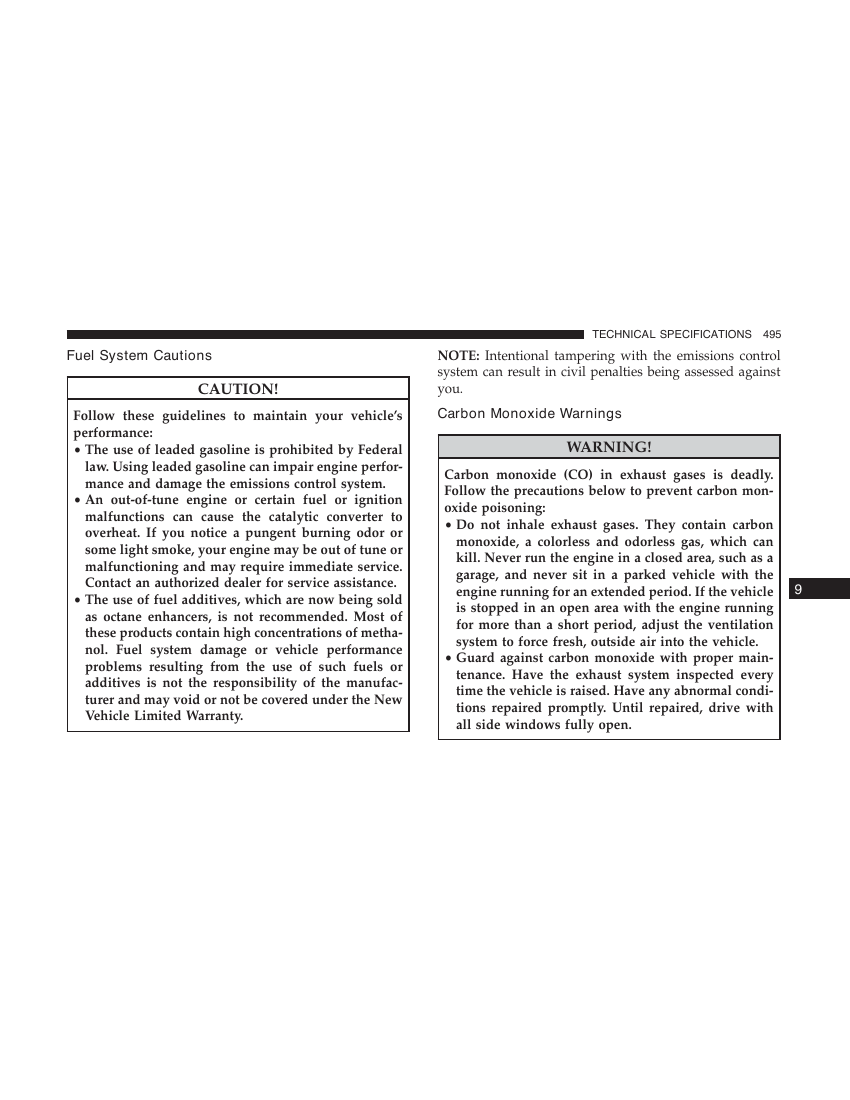 TECHNICAL SPECIFICATIONS 495
Fuel System Cautions
CAUTION!
Follow these guidelines to maintain your vehicle’s
performance:
• The use of leaded gasoline is prohibited by Federal
law. Using leaded gasoline can impair engine perfor-
mance and damage the emissions control system.
• An out-of-tune engine or certain fuel or ignition
malfunctions can cause the catalytic converter to
overheat. If you notice a pungent burning odor or
some light smoke, your engine may be out of tune or
malfunctioning and may require immediate service.
Contact an authorized dealer for service assistance.
• The use of fuel additives, which are now being sold
as octane enhancers, is not recommended. Most of
these products contain high concentrations of metha-
nol. Fuel system damage or vehicle performance
problems resulting from the use of such fuels or
additives is not the responsibility of the manufac-
turer and may void or not be covered under the New
Vehicle Limited Warranty.
NOTE: Intentional tampering with the emissions control
system can result in civil penalties being assessed against
you.
Carbon Monoxide Warnings
WARNING!
Carbon monoxide (CO) in exhaust gases is deadly.
Follow the precautions below to prevent carbon mon-
oxide poisoning:
• Do not inhale exhaust gases. They contain carbon
monoxide, a colorless and odorless gas, which can
kill. Never run the engine in a closed area, such as a
garage, and never sit in a parked vehicle with the
engine running for an extended period. If the vehicle
is stopped in an open area with the engine running
for more than a short period, adjust the ventilation
system to force fresh, outside air into the vehicle.
• Guard against carbon monoxide with proper main-
tenance. Have the exhaust system inspected every
time the vehicle is raised. Have any abnormal condi-
tions repaired promptly. Until repaired, drive with
all side windows fully open.
9